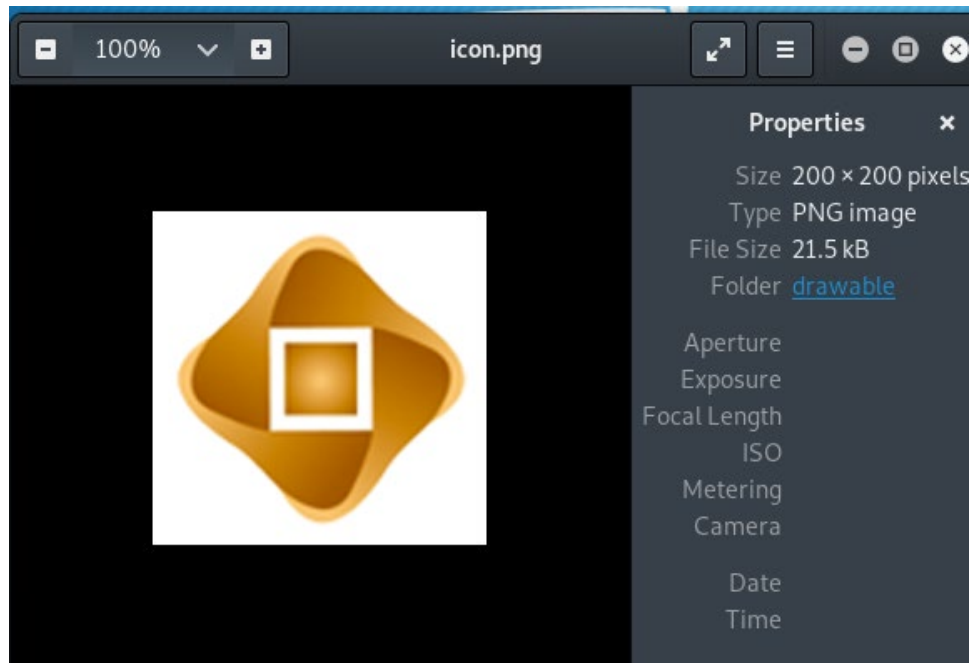 100%
icon.png
Properties
Size 200 × 200 pixels
Type PNG image
File Size 21.5 kB
Folder drawable
Aperture
Exposure
Focal Length
ISO
Metering
Camera
Date
Time